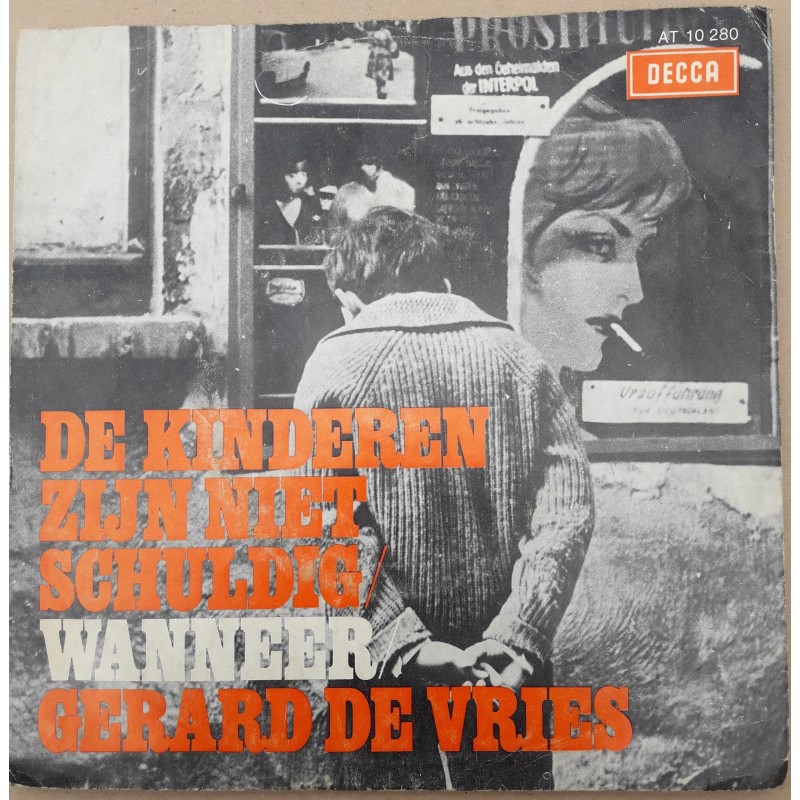 AT 10 280
DECCA
Aus den Geheimakten
der INTERPOL
Uraufführung
DE KINDEREN
ZIJN NIET
SCHULDIG/
WANNEER/
GERARD DE VRIES